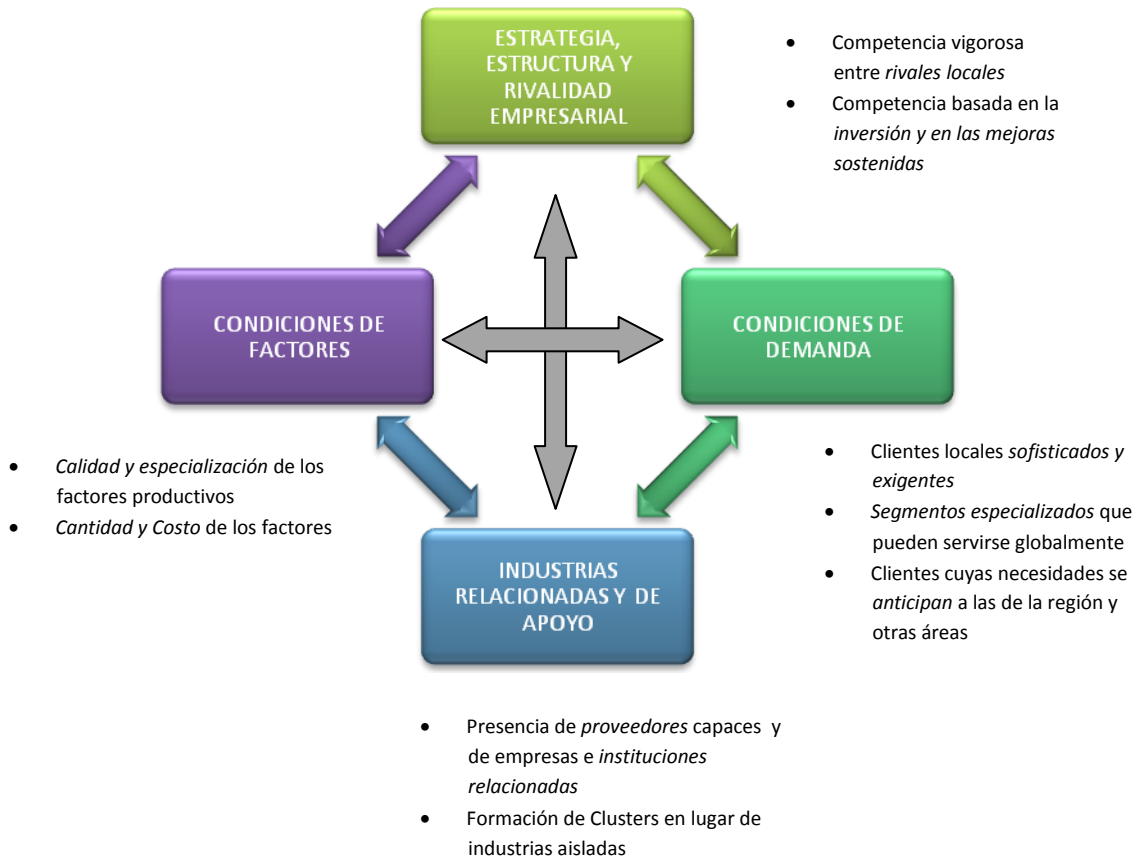 ESTRATEGIA,
ESTRUCTURA Y
RIVALIDAD
EMPRESARIAL
• Competencia vigorosa
entre rivales locales
• Competencia basada en la
inversión y en las mejoras
sostenidas
CONDICIONES DE
FACTORES
CONDICIONES DE
DEMANDA
• Calidad y especialización de los
factores productivos
• Cantidad y Costo de los factores
• Clientes locales sofisticados y
exigentes
• Segmentos especializados que
pueden servirse globalmente
• Clientes cuyas necesidades se
anticipan a las de la región y
otras áreas
INDUSTRIAS
RELACIONADAS Y DE
APOYO
• Presencia de proveedores capaces y
de empresas e instituciones
relacionadas
• Formación de Clusters en lugar de
industrias aisladas